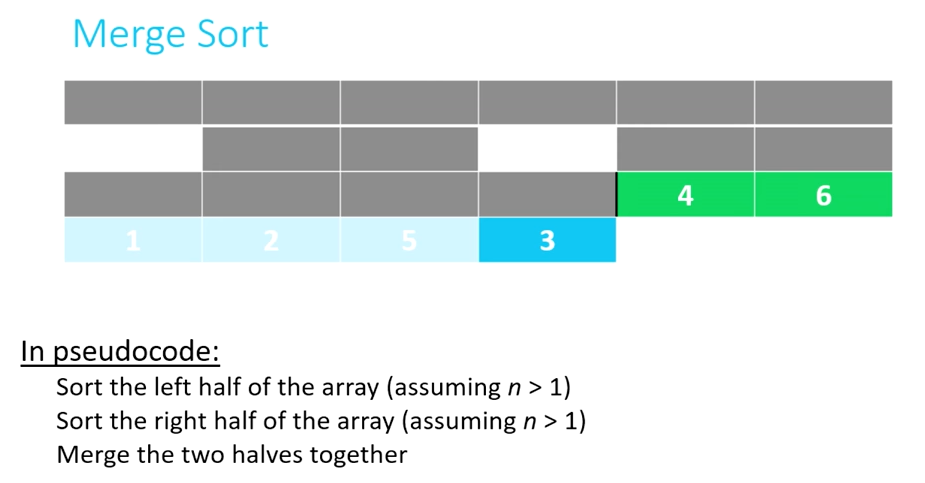 Merge Sort
4 6
1 2 5 3
In pseudocode:
Sort the left half of the array (assuming n > 1)
Sort the right half of the array (assuming n > 1)
Merge the two halves together